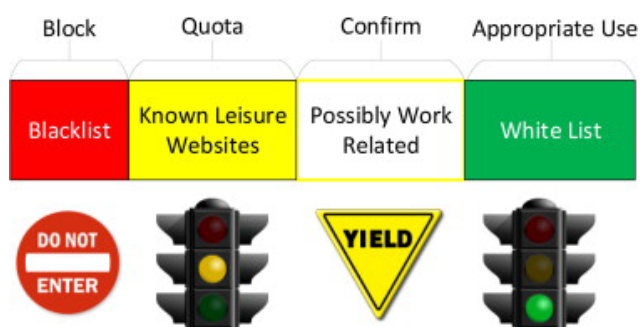 Block Quota Confirm Appropriate Use
Blacklist
Known Leisure
Websites
Possibly Work
Related
White List
DO NOT
ENTER
YIELD